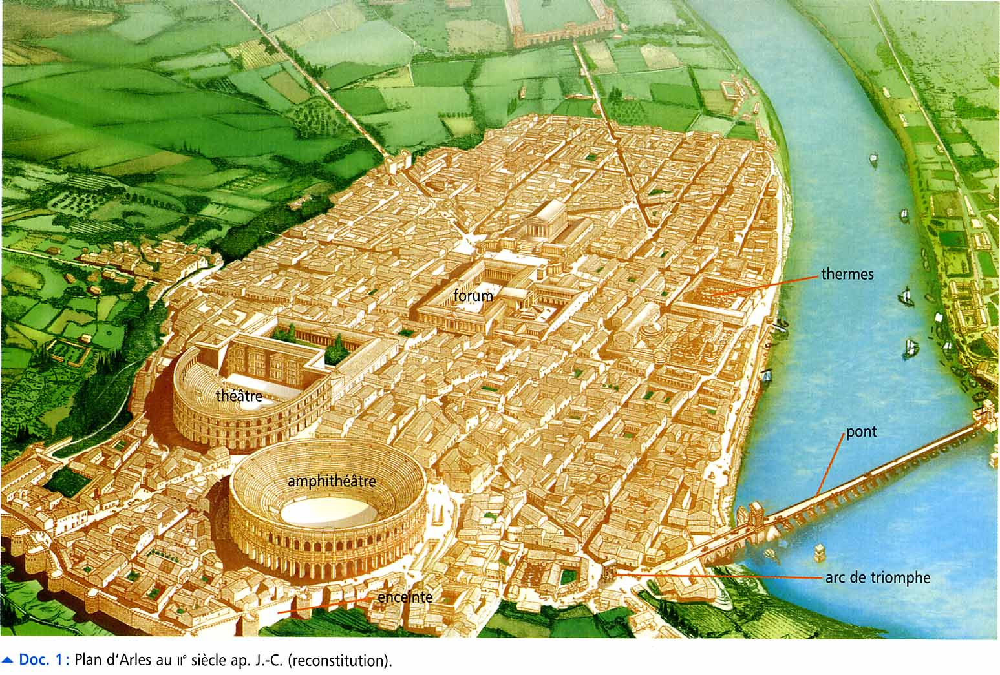 thermes
forum
théâtre
pont
amphithéâtre
arc de triomphe
enceinte
Doc. 1 : Plan d'Arles au IIe siècle ap. J.-C. (reconstitution).